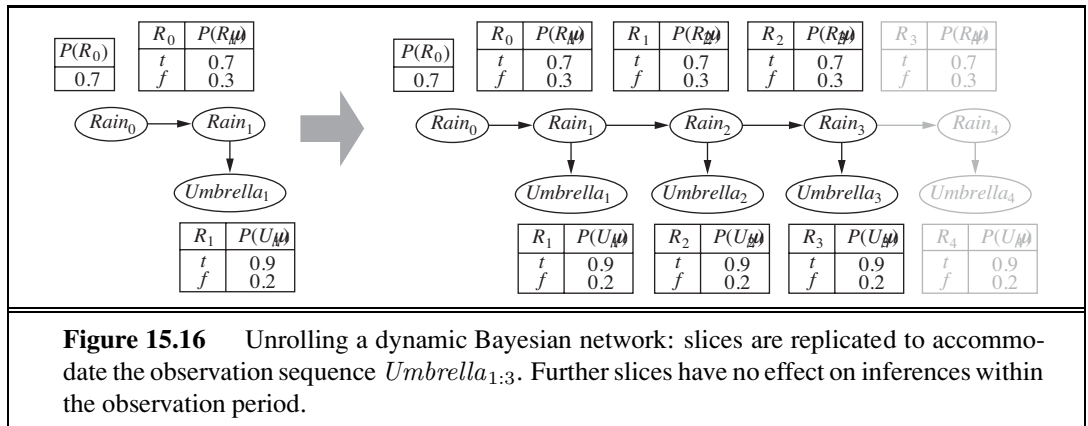 P(R0)
0.7
R0 P(R1)
t 0.7
f 0.3
Rain0
Rain1
Umbrella1
R1 P(U1)
t 0.9
f 0.2
P(R0)
0.7
R0 P(R1)
t 0.7
f 0.3
R1 P(R2)
t 0.7
f 0.3
R2 P(R3)
t 0.7
f 0.3
R3 P(R4)
t 0.7
f 0.3
Rain0
Rain1
Rain2
Rain3
Rain4
Umbrella1
Umbrella2
Umbrella3
Umbrella4
R1 P(U1)
t 0.9
f 0.2
R2 P(U2)
t 0.9
f 0.2
R3 P(U3)
t 0.9
f 0.2
R4 P(U4)
t 0.9
f 0.2
Figure 15.16 Unrolling a dynamic Bayesian network: slices are replicated to accommo-
date the observation sequence Umbrella1:3. Further slices have no effect on inferences within
the observation period.